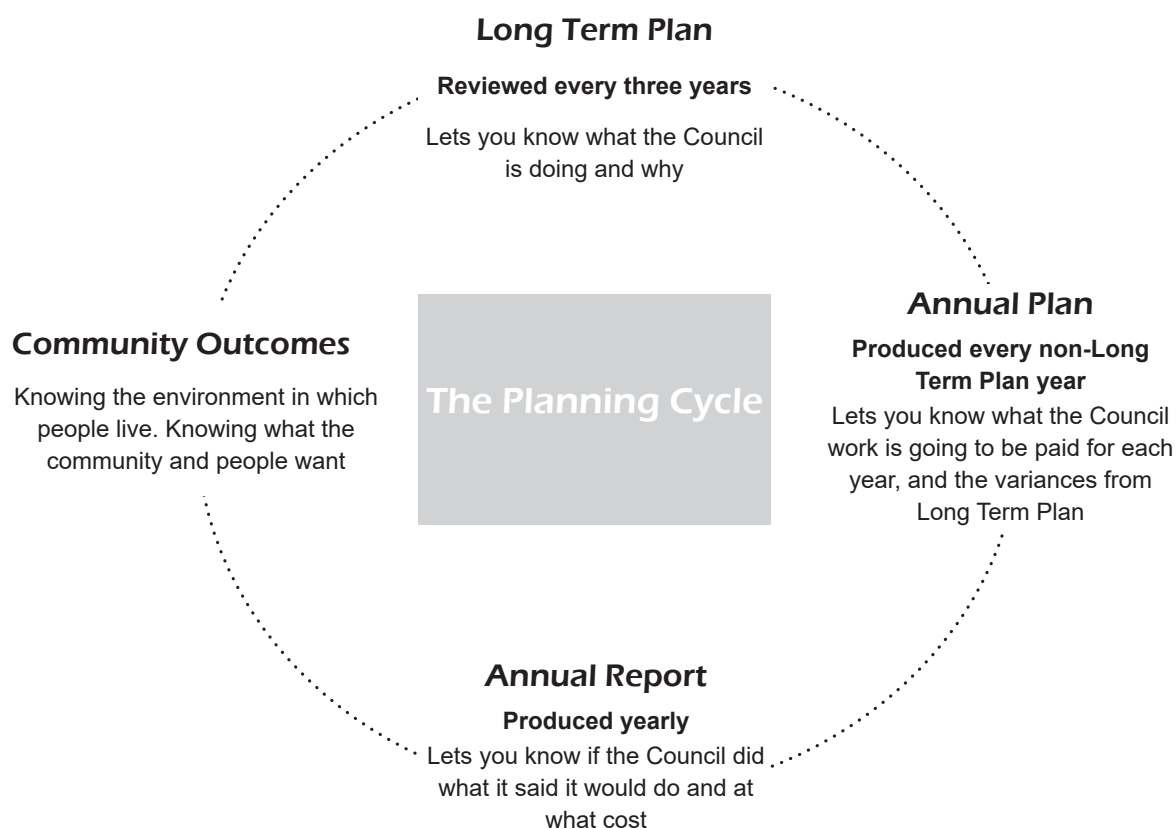 Long Term Plan
Reviewed every three years
Lets you know what the Council
is doing and why
Annual Plan
Produced every non-Long
Term Plan year
Lets you know what the Council
work is going to be paid for each
year, and the variances from
Long Term Plan
Community Outcomes
Knowing the environment in which
people live. Knowing what the
community and people want
The Planning Cycle
Annual Report
Produced yearly
Lets you know if the Council did
what it said it would do and at
what cost